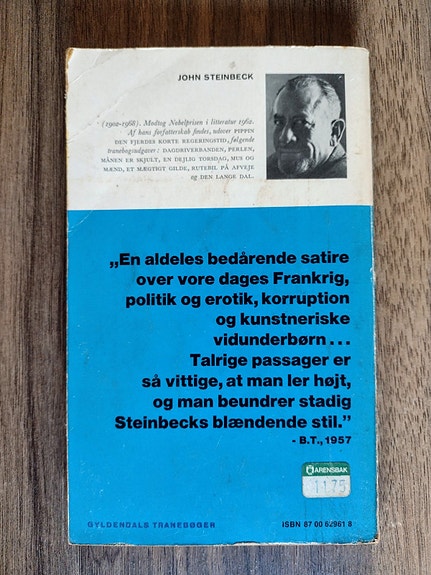 JOHN STEINBECK
(1902-1968). Modtog Nobelprisen i litteratur 1962.
Af hans forfatterskab findes, udover PIPPIN
DEN FJERDES KORTE REGERINGSTID, følgende
tranebogsudgaver: DAGDRIVERBANDEN, PERLEN,
MÅNEN ER SKJULT, EN DEJLIG TORSDAG, MUS OG
MÆND, ET MÆGTIGT GILDE, RUTEBIL PÅ AFVEJE
og DEN LANGE DAL.
„En aldeles bedårende satire
over vore dages Frankrig,
politik og erotik, korruption
og kunstneriske
vidunderbørn...
Talrige passager er
så vittige, at man ler højt,
og man beundrer stadig
Steinbecks blændende stil.”
- B.T., 1957
ARENSBAK
1175
GYLDENDALS TRANEBØGER
ISBN 87 00 62961 8